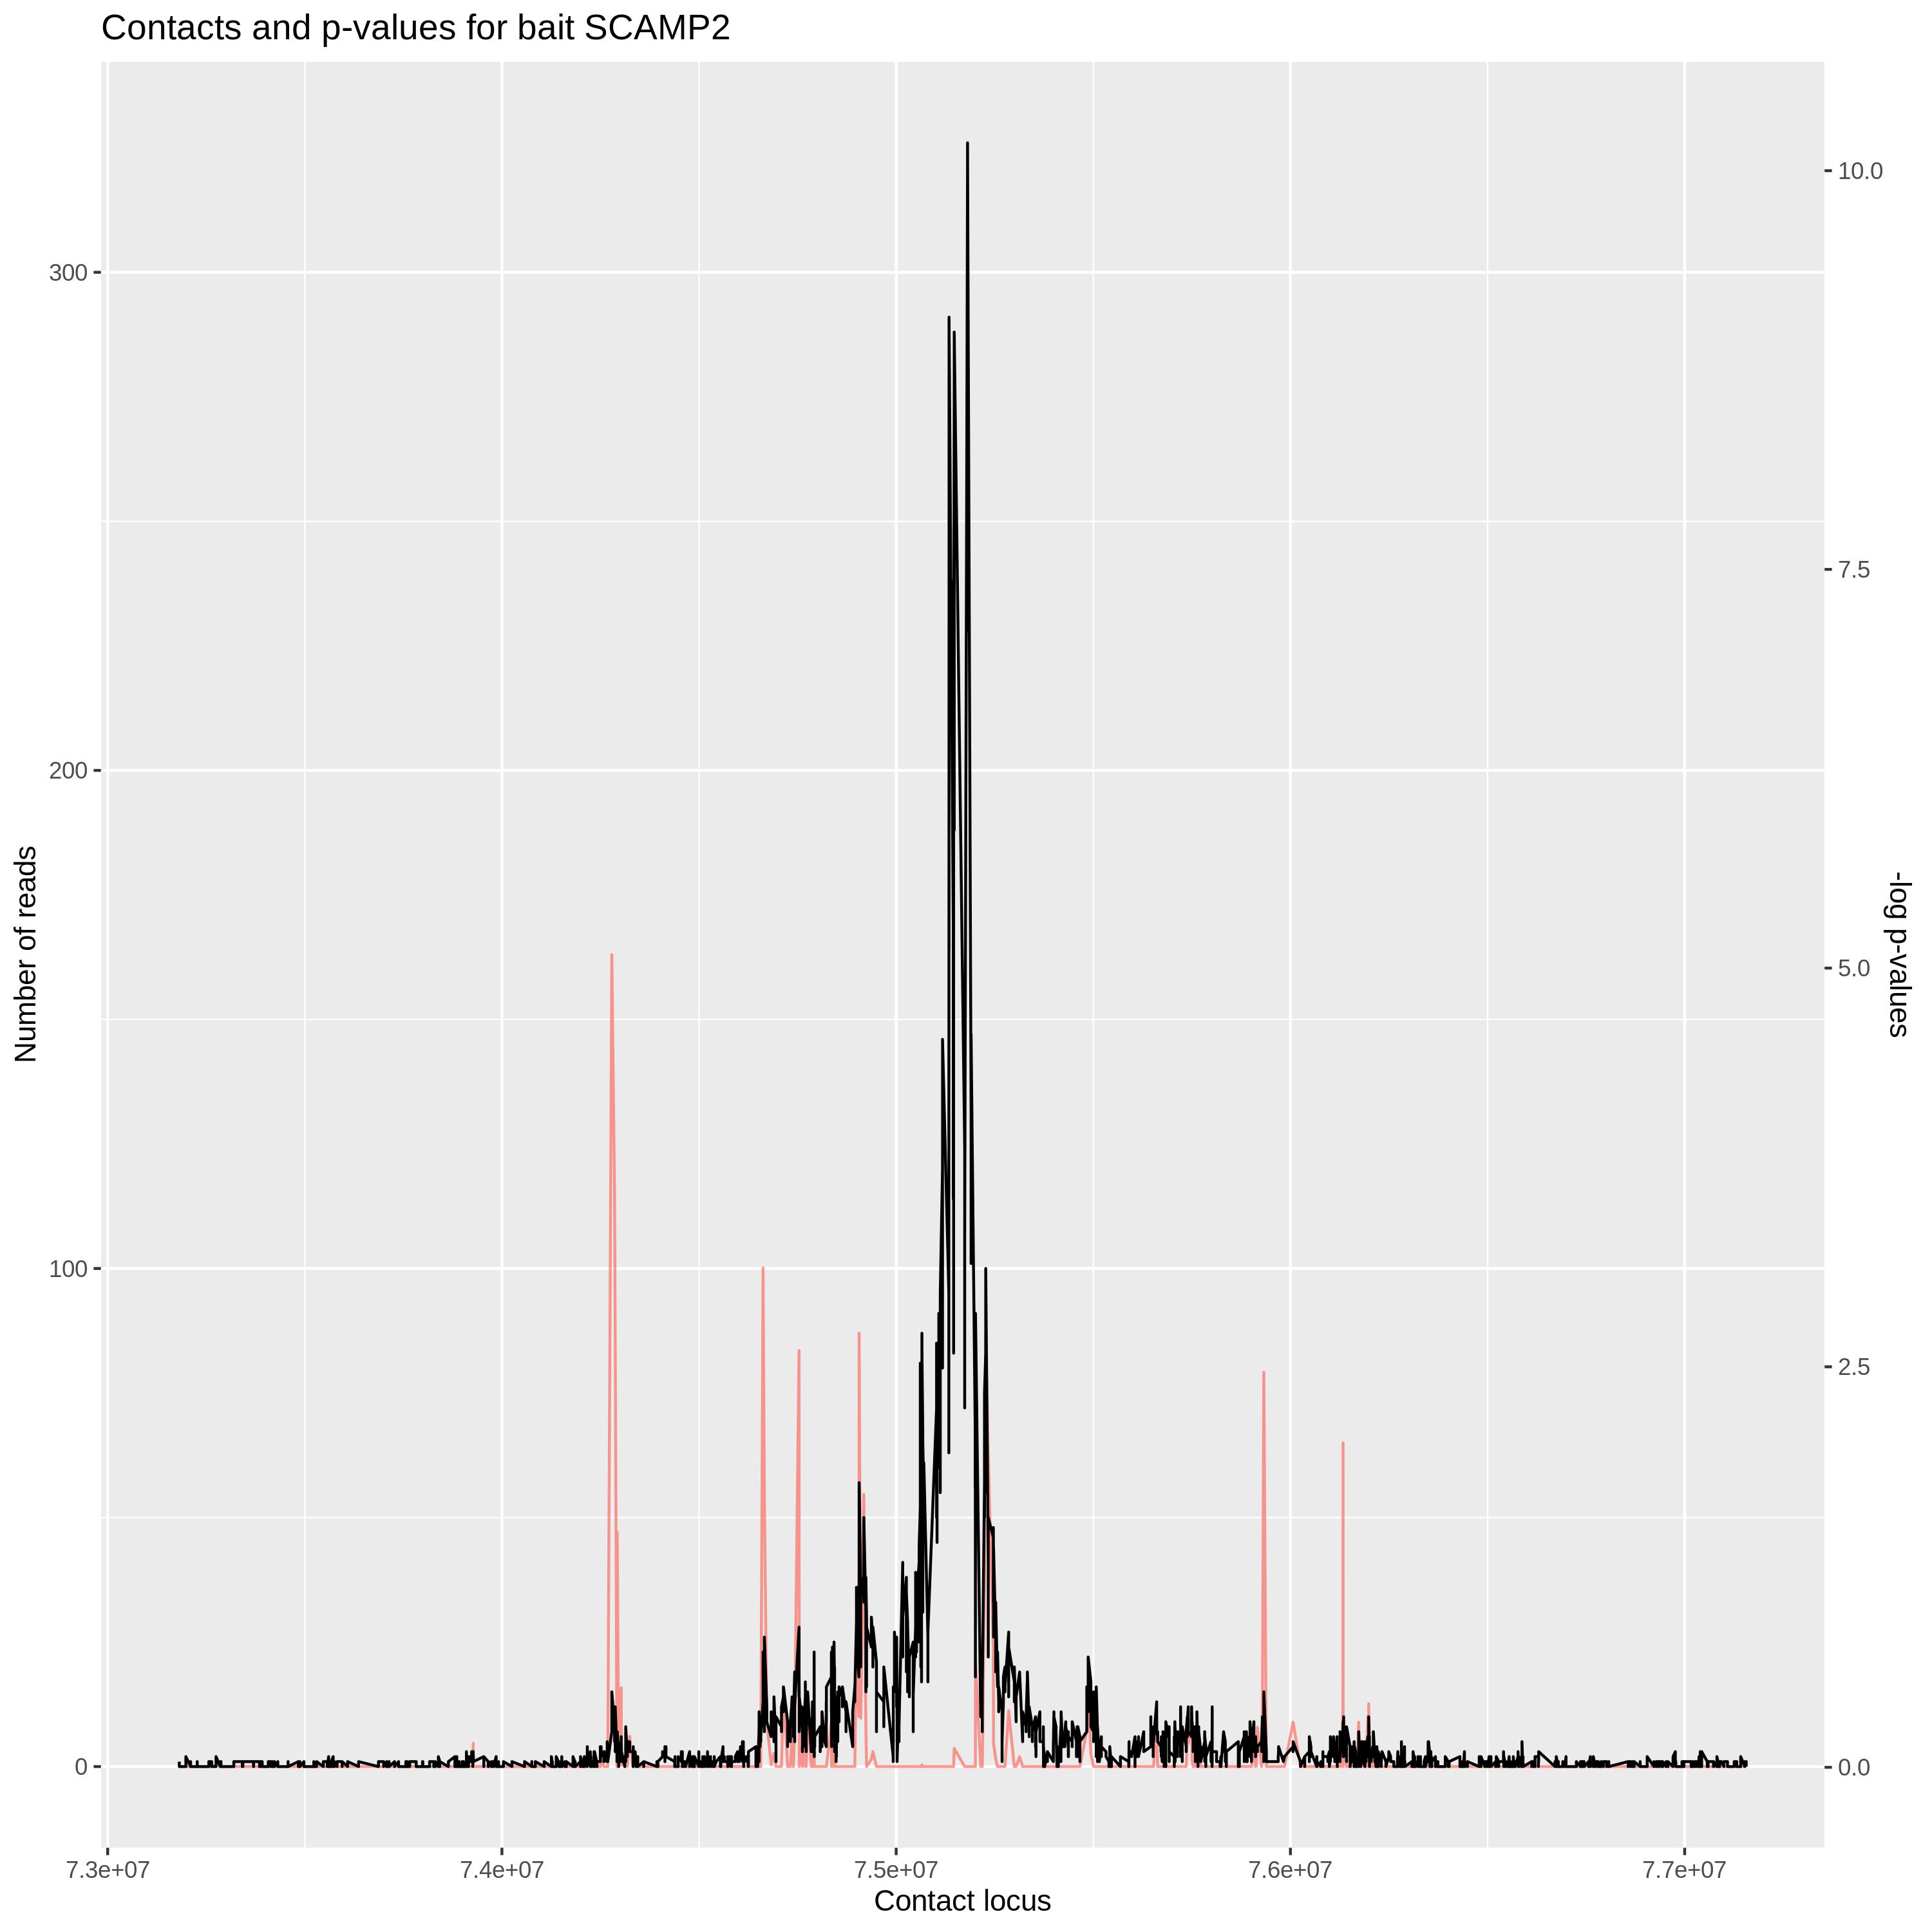 Contacts and p-values for bait SCAMP2
300
200
100
0
Number of reads
10.0
7.5
5.0
2.5
0.0
-log p-values
7.3e+07
7.4e+07
7.5e+07
7.6e+07
7.7e+07
Contact locus